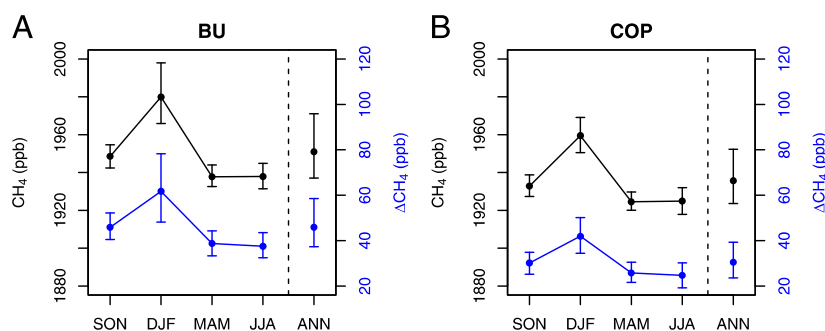 A
BU
CH4 (ppb)
2000
1960
1920
1880
120
100
80
60
40
20
ΔCH4 (ppb)
SON DJF MAM JJA ANN
B
COP
CH4 (ppb)
2000
1960
1920
1880
120
100
80
60
40
20
ΔCH4 (ppb)
SON DJF MAM JJA ANN